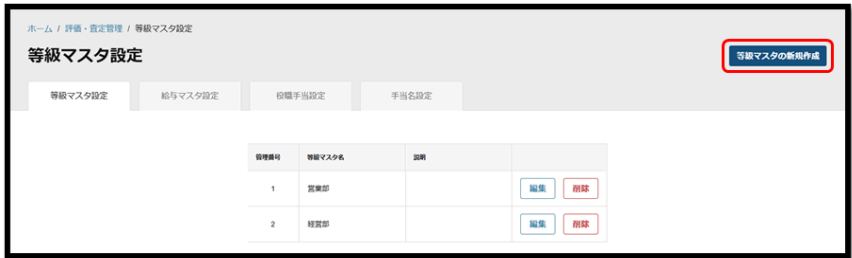 ホーム / 評価・査定管理 / 等級マスタ設定
等級マスタ設定
等級マスタの新規作成
等級マスタ設定 給与マスタ設定 役職手当設定 手当名設定
管理番号 等級マスタ名 説明
1 営業部 編集 削除
2 経営部 編集 削除